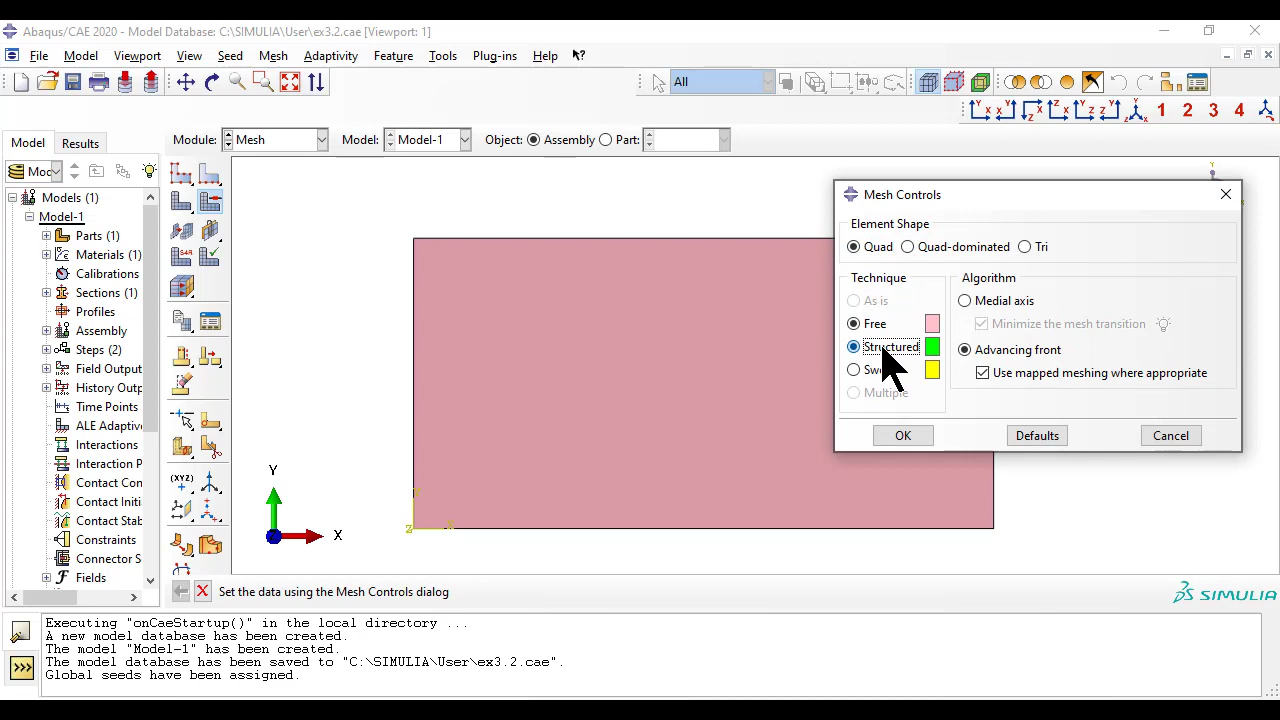 Abaqus/CAE 2020 - Model Database: C:\SIMULIA\User\ex3.2.cae [Viewport: 1]
File Model Viewport View Seed Mesh Adaptivity Feature Tools Plug-ins Help
All
1 2 3 4
Model Results Module: Mesh Model: Model-1 Object: Assembly Part:
Models (1)
Model-1
Parts (1)
Materials (1)
Calibrations
Sections (1)
Profiles
Assembly
Steps (2)
Field Output
History Outp
Time Points
ALE Adaptiv
Interactions
Interaction P
Contact Con
Contact Initi
Contact Stab
Constraints
Connector S
Fields
Y
X
Z
Mesh Controls
Element Shape
Quad Quad-dominated Tri
Technique
As is
Free
Structured
Multiple
Algorithm
Medial axis
Minimize the mesh transition
Advancing front
Use mapped meshing where appropriate
OK Defaults Cancel
Set the data using the Mesh Controls dialog
SIMULIA
Executing "onCaeStartup()" in the local directory ...
A new model database has been created.
The model "Model-1" has been created.
The model database has been saved to "C:\SIMULIA\User\ex3.2.cae".
Global seeds have been assigned.